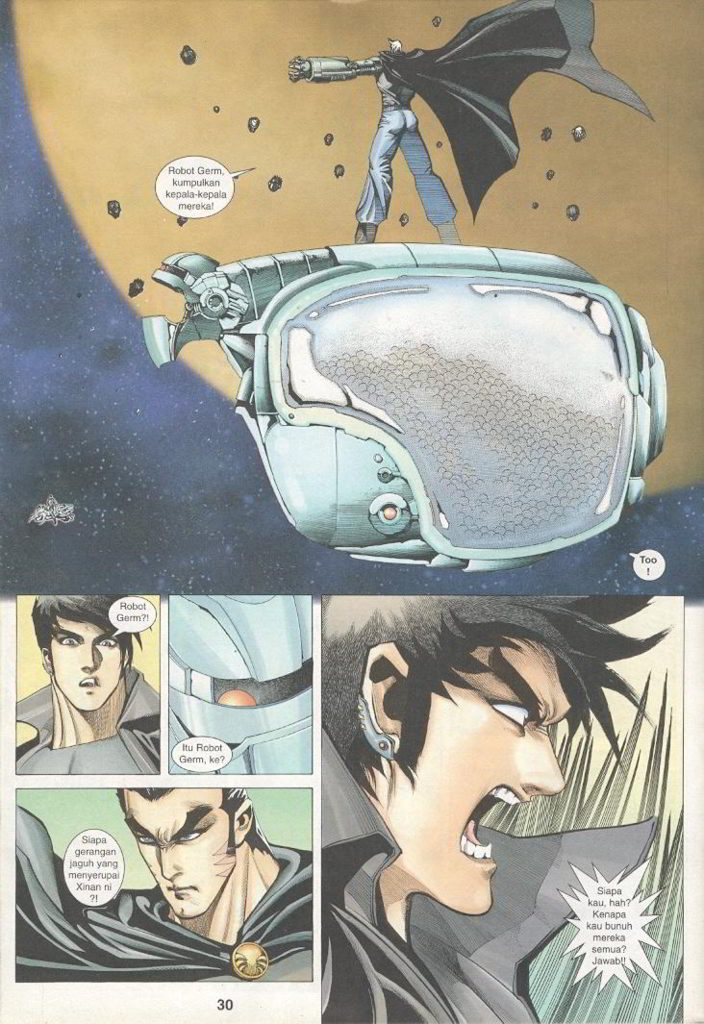 Robot Germ,
kumpulkan
kepala-kepala
mereka!
Too
!
Robot
Germ?!
Itu Robot
Germ, ke?
Siapa
gerangan
jaguh yang
menyerupai
Xinan ni
?!
Siapa
kau, hah?
Kenapa
kau bunuh
mereka
semua?
Jawab!!
30